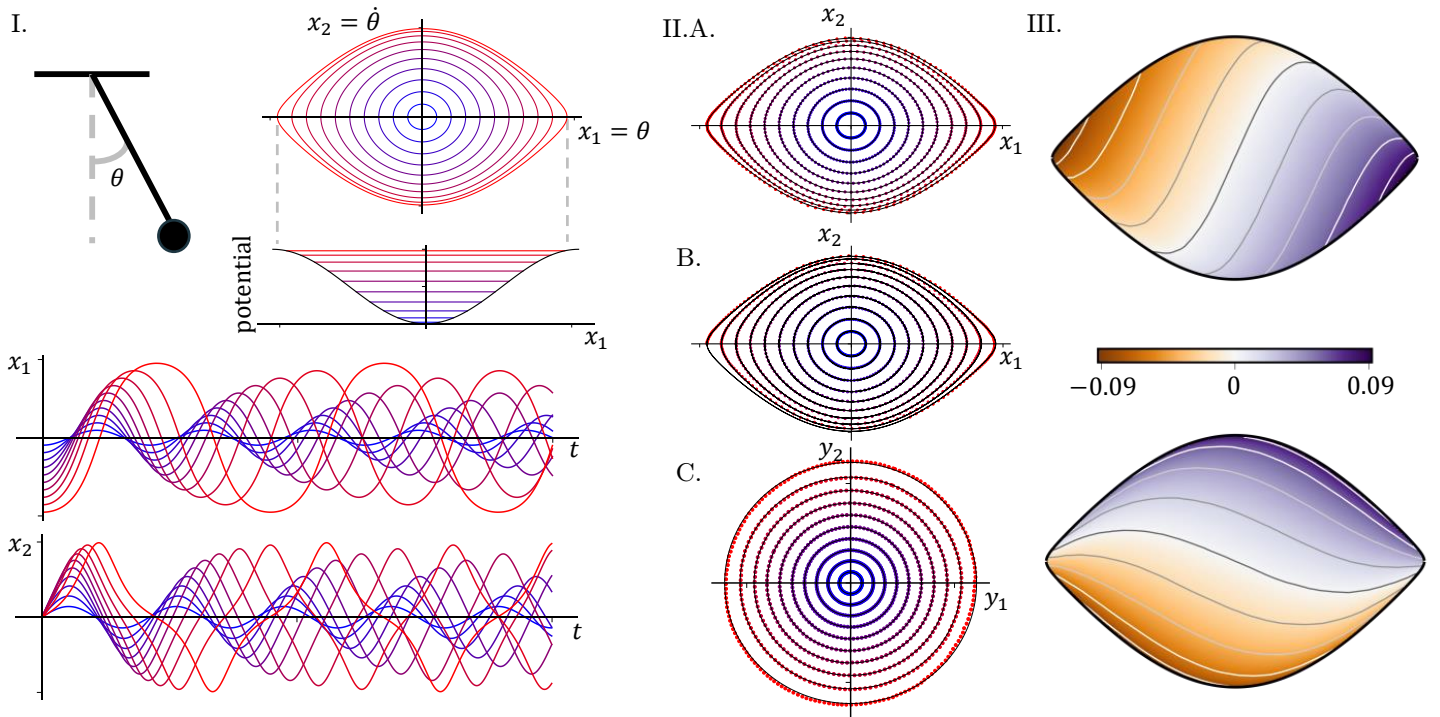 I.
x₂ = θ̇
x₁ = θ
θ
potential
x₁
x₁
t
x₂
t
II.A.
x₂
x₁
B.
x₂
x₁
C.
y₂
y₁
III.
−0.09 0 0.09